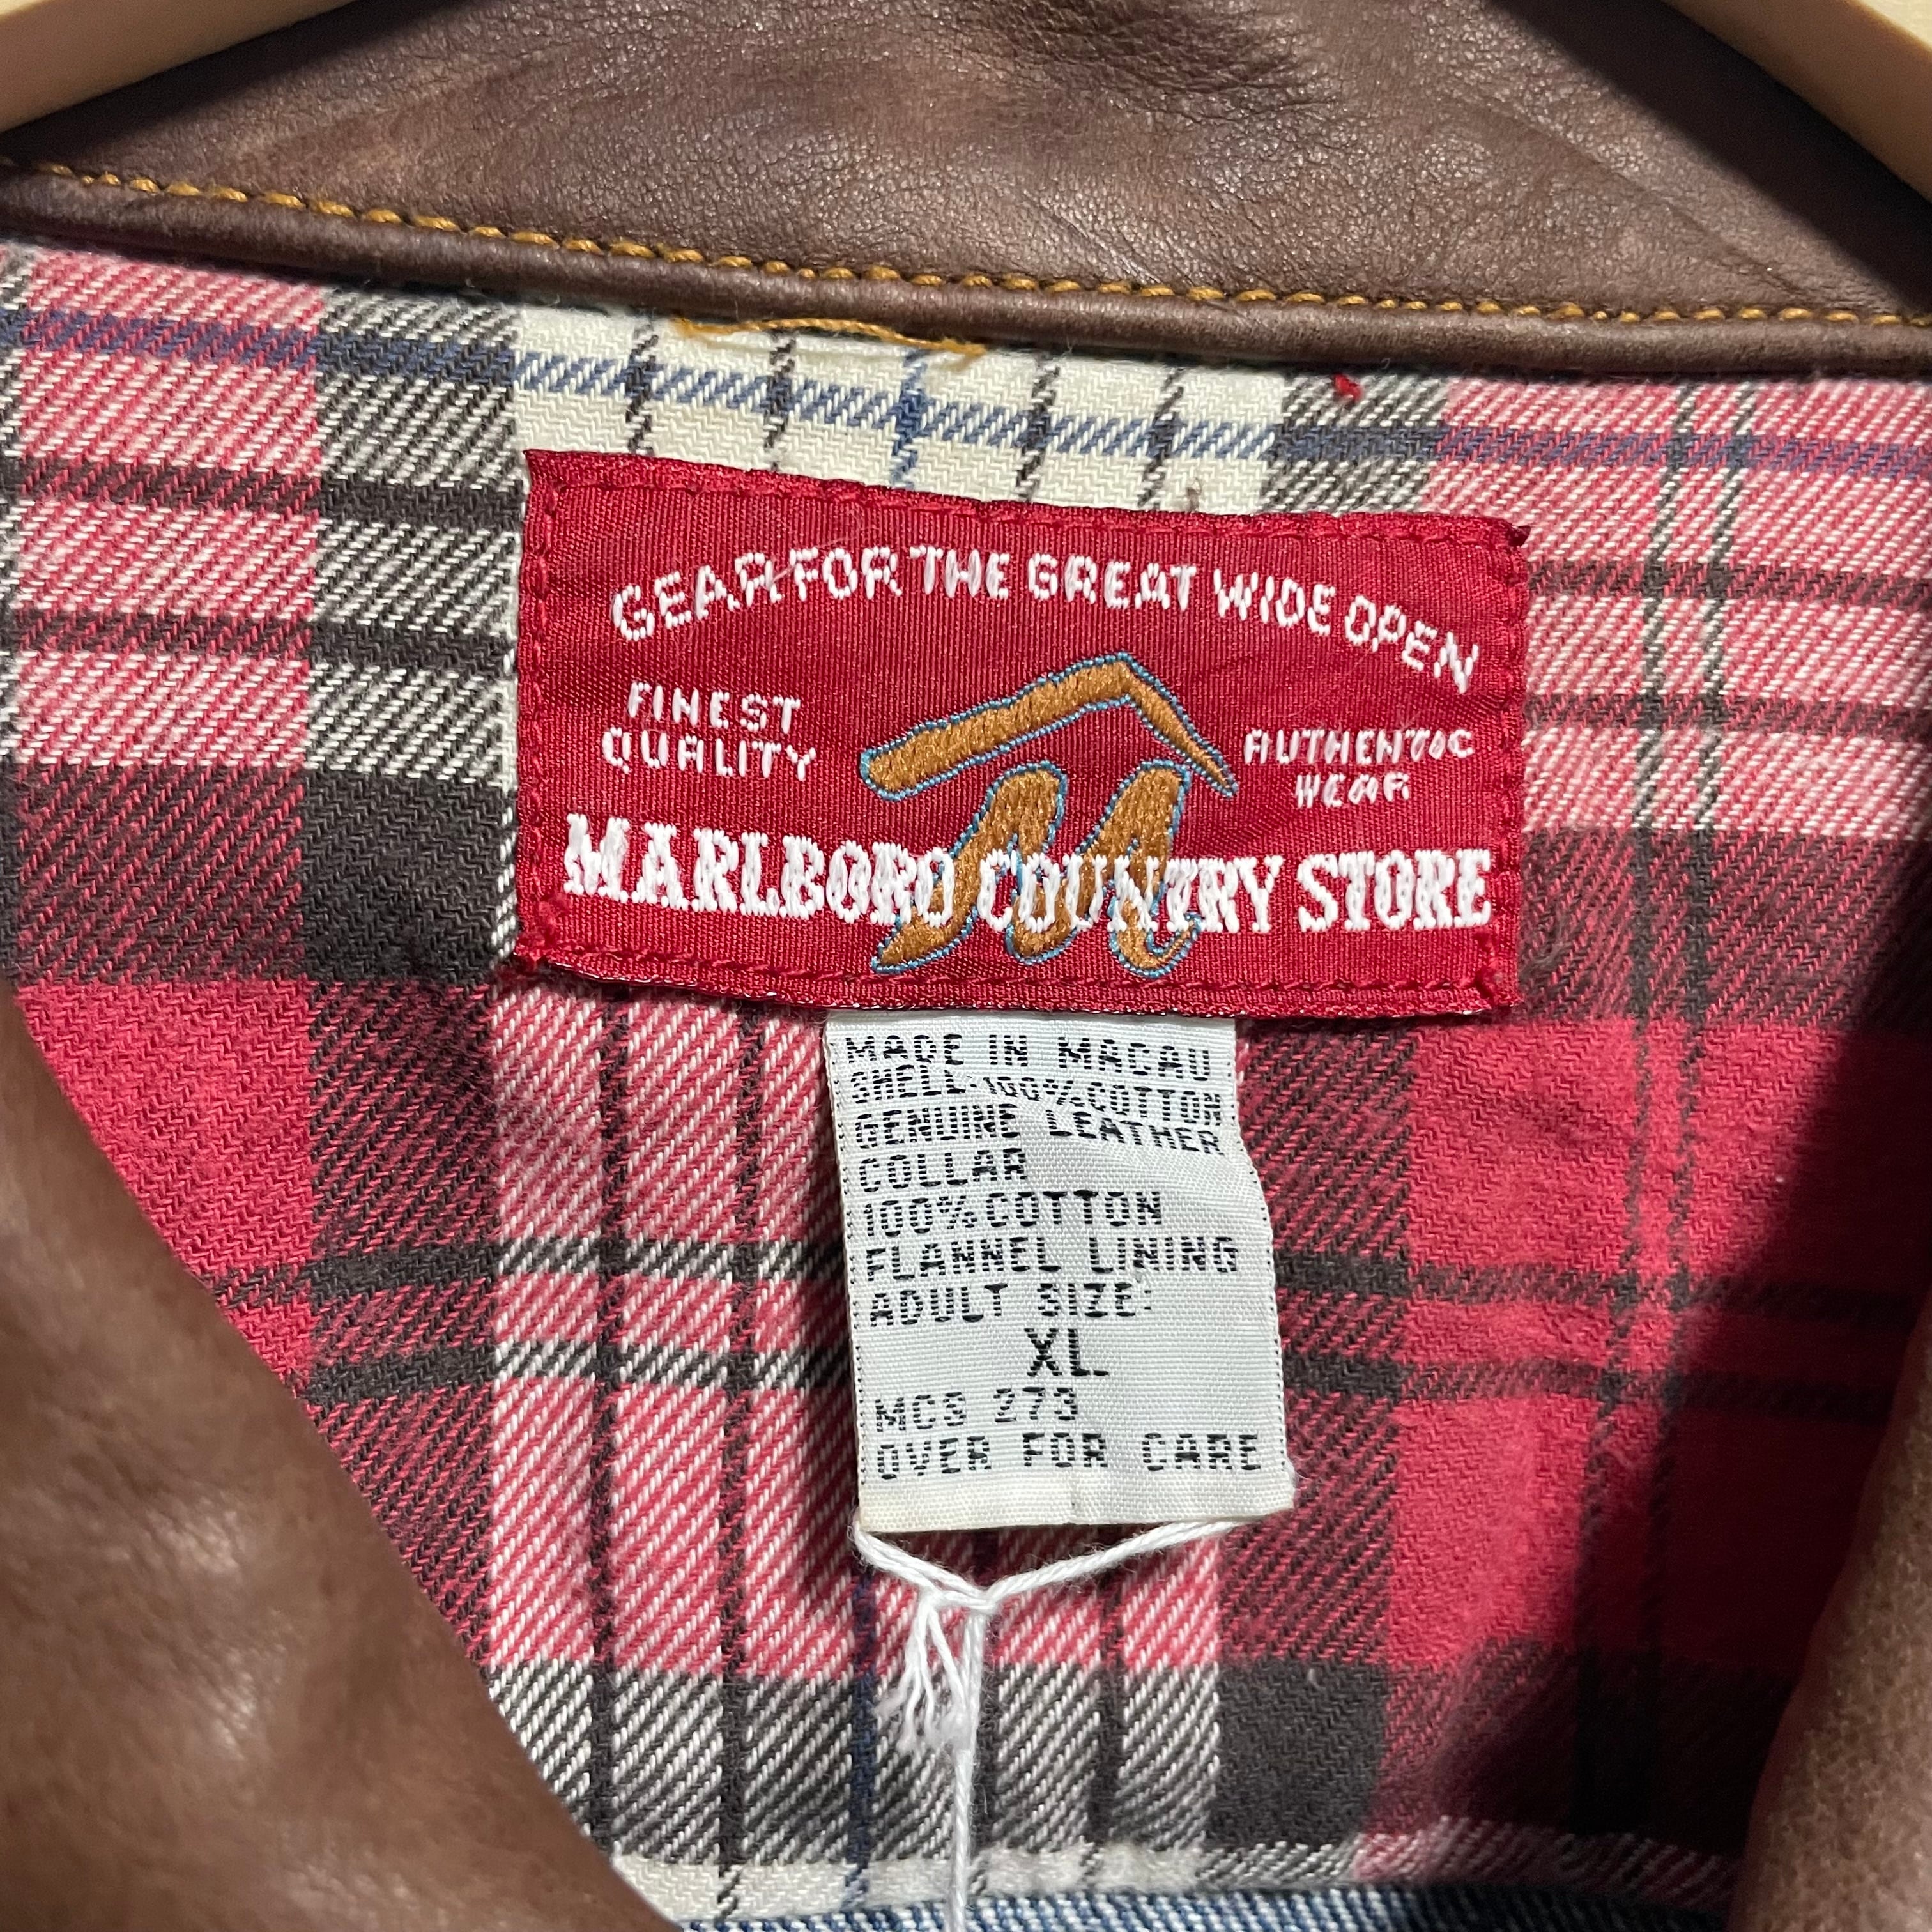 GEAR FOR THE GREAT WIDE OPEN
FINEST
QUALITY
AUTHENTIC
WEAR
MARLBORO COUNTRY STORE
MADE IN MACAU
SHELL-100%COTTON
GENUINE LEATHER
COLLAR
100%COTTON
FLANNEL LINING
ADULT SIZE:
XL
MCS 273
OVER FOR CARE